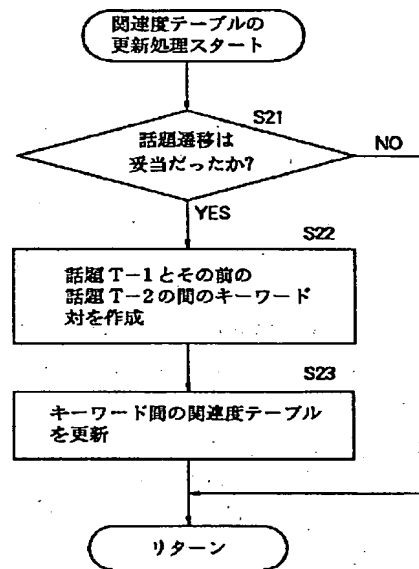 関連度テーブルの
更新処理スタート
S21
話題遷移は
妥当だったか?
NO
YES
S22
話題T-1とその前の
話題T-2の間のキーワード
対を作成
S23
キーワード間の関連度テーブル
を更新
リターン